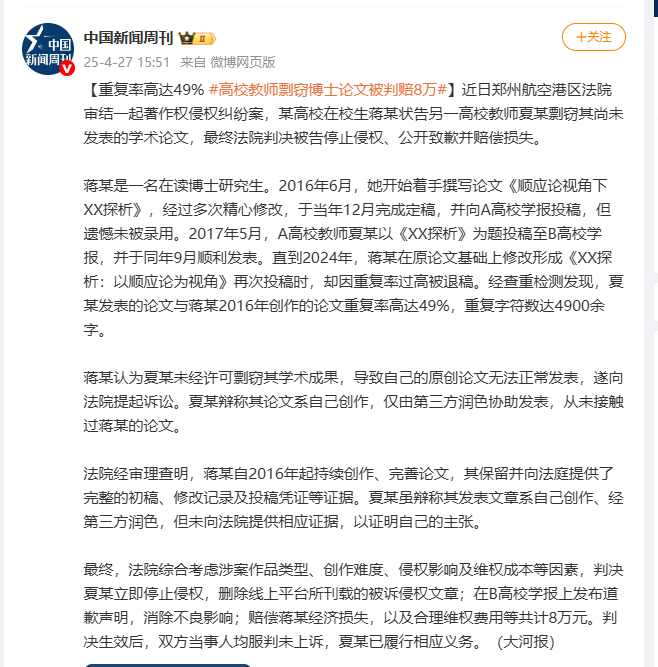 中国
新闻周刊
中国新闻周刊
II
+关注
25-4-27 15:51 来自 微博网页版
【重复率高达49% #高校教师剽窃博士论文被判赔8万#】近日郑州航空港区法院
审结一起著作权侵权纠纷案，某高校在校生蒋某状告另一高校教师夏某剽窃其尚未
发表的学术论文，最终法院判决被告停止侵权、公开致歉并赔偿损失。
蒋某是一名在读博士研究生。2016年6月，她开始着手撰写论文《顺应论视角下
XX探析》，经过多次精心修改，于当年12月完成定稿，并向A高校学报投稿，但
遗憾未被录用。2017年5月，A高校教师夏某以《XX探析》为题投稿至B高校学
报，并于同年9月顺利发表。直到2024年，蒋某在原论文基础上修改形成《XX探
析：以顺应论为视角》再次投稿时，却因重复率过高被退稿。经查重检测发现，夏
某发表的论文与蒋某2016年创作的论文重复率高达49%，重复字符数达4900余
字。
蒋某认为夏某未经许可剽窃其学术成果，导致自己的原创论文无法正常发表，遂向
法院提起诉讼。夏某辩称其论文系自己创作，仅由第三方润色协助发表，从未接触
过蒋某的论文。
法院经审理查明，蒋某自2016年起持续创作、完善论文，其保留并向法庭提供了
完整的初稿、修改记录及投稿凭证等证据。夏某虽辩称其发表文章系自己创作、经
第三方润色，但未向法院提供相应证据，以证明自己的主张。
最终，法院综合考虑涉案作品类型、创作难度、侵权影响及维权成本等因素，判决
夏某立即停止侵权，删除线上平台所刊载的被诉侵权文章；在B高校学报上发布道
歉声明，消除不良影响；赔偿蒋某经济损失，以及合理维权费用等共计8万元。判
决生效后，双方当事人均服判未上诉，夏某已履行相应义务。（大河报）